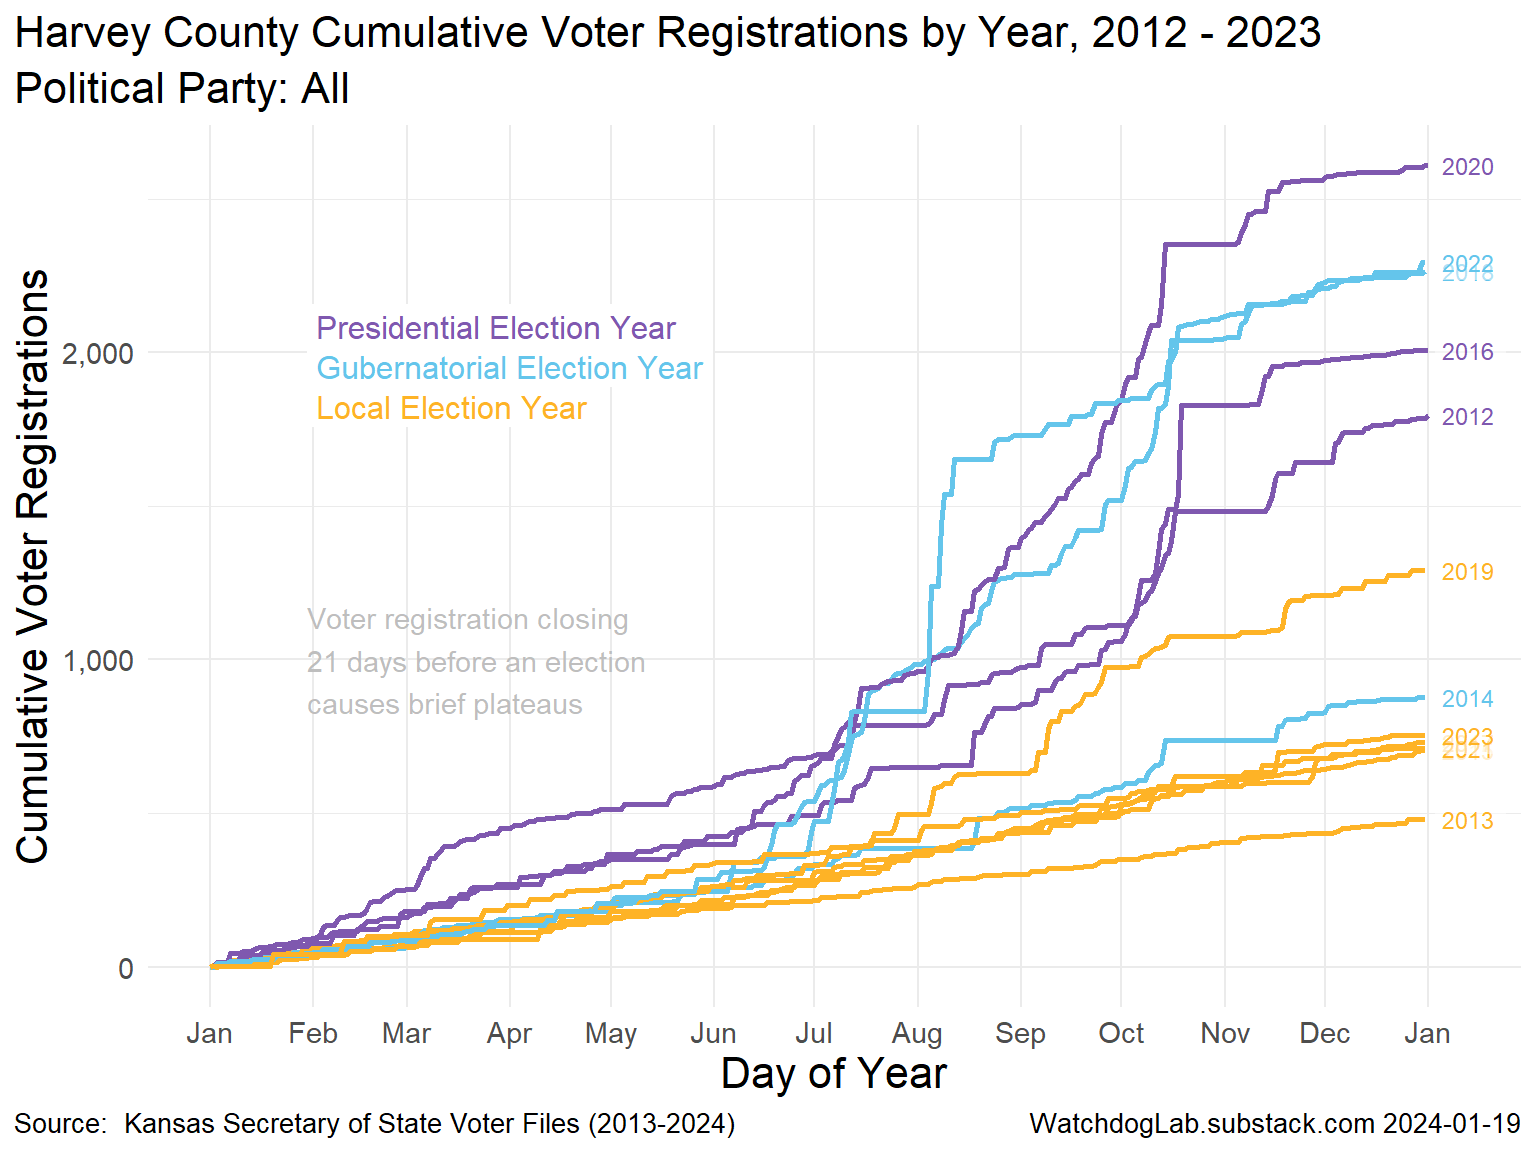 Harvey County Cumulative Voter Registrations by Year, 2012 - 2023
Political Party: All
Cumulative Voter Registrations
2,000
1,000
0
Presidential Election Year
Gubernatorial Election Year
Local Election Year
Voter registration closing
21 days before an election
causes brief plateaus
2020
2022
2018
2016
2012
2019
2014
2023
2021
2013
Jan Feb Mar Apr May Jun Jul Aug Sep Oct Nov Dec Jan
Day of Year
Source:  Kansas Secretary of State Voter Files (2013-2024)
WatchdogLab.substack.com 2024-01-19